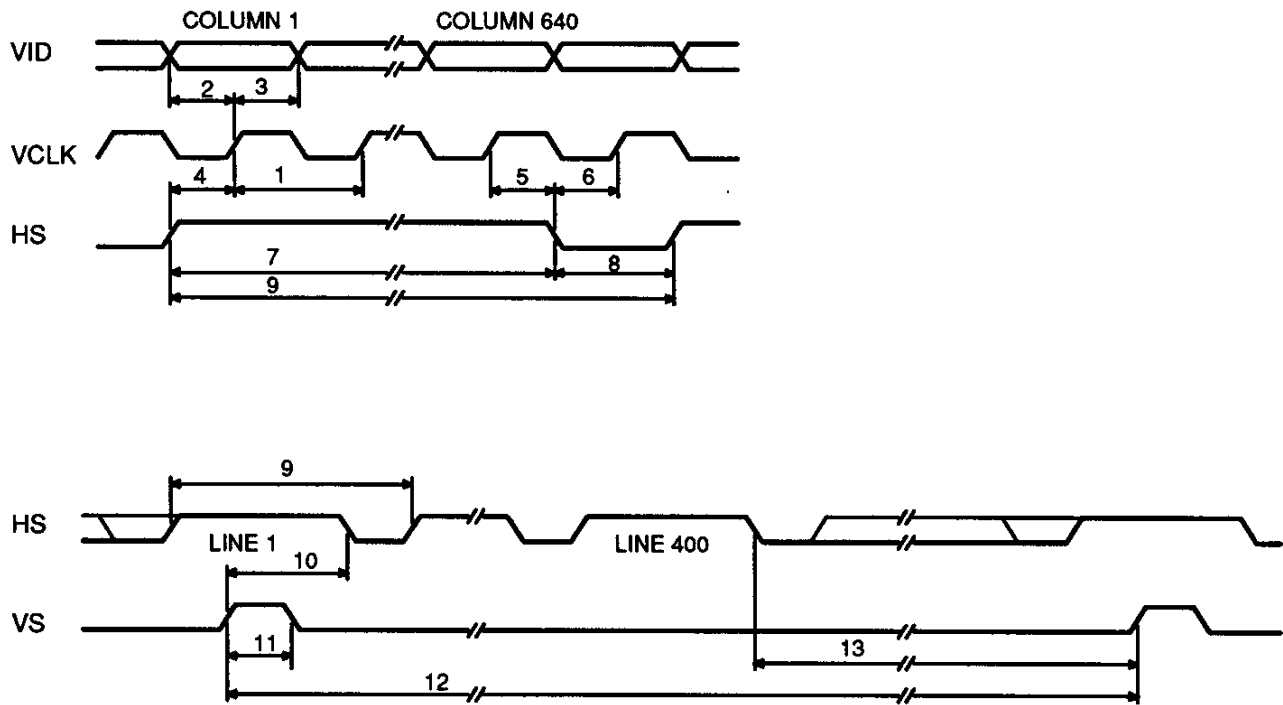 COLUMN 1 COLUMN 640
VID
2 3
VCLK
4 1 5 6
HS
7 8
9
9
HS
LINE 1 LINE 400
10
VS
11 13
12